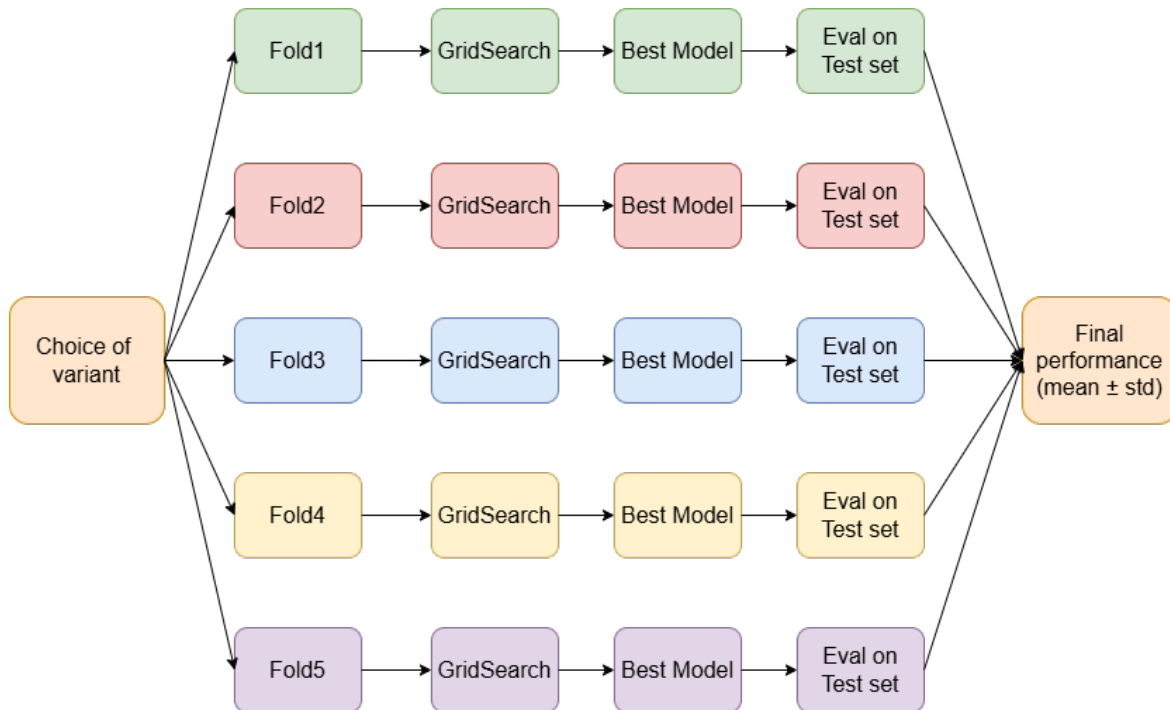 Fold1
GridSearch
Best Model
Eval on
Test set
Fold2
GridSearch
Best Model
Eval on
Test set
Choice of
variant
Fold3
GridSearch
Best Model
Eval on
Test set
Final
performance
(mean ± std)
Fold4
GridSearch
Best Model
Eval on
Test set
Fold5
GridSearch
Best Model
Eval on
Test set